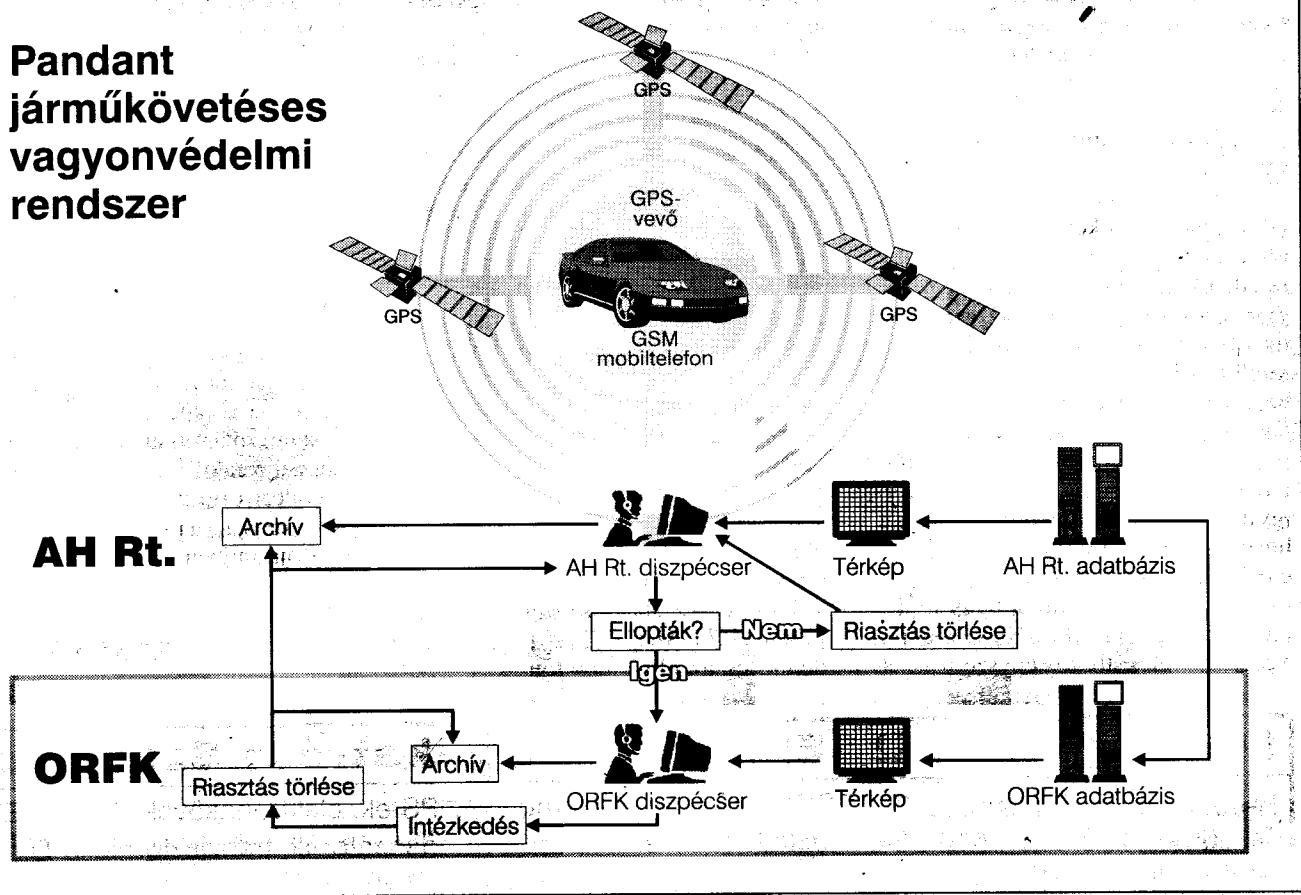 Pandant
járműkövetéses
vagyonvédelmi
rendszer
GPS
GPS-
vevő
GPS
GPS
GSM
mobiltelefon
Archív
AH Rt.
AH Rt. diszpécser
Térkép
AH Rt. adatbázis
Ellopták?
Nem
Riasztás törlése
Igen
ORFK
Archív
Riasztás törlése
ORFK diszpécser
Térkép
ORFK adatbázis
Intézkedés